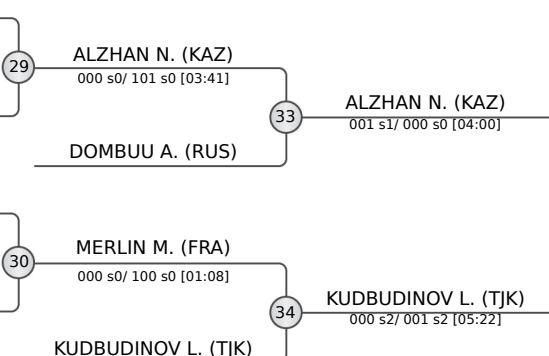 29
ALZHAN N. (KAZ)
000 s0/ 101 s0 [03:41]
33
ALZHAN N. (KAZ)
001 s1/ 000 s0 [04:00]
DOMBUU A. (RUS)
30
MERLIN M. (FRA)
000 s0/ 100 s0 [01:08]
34
KUDBUDINOV L. (TJK)
000 s2/ 001 s2 [05:22]
KUDBUDINOV L. (TJK)